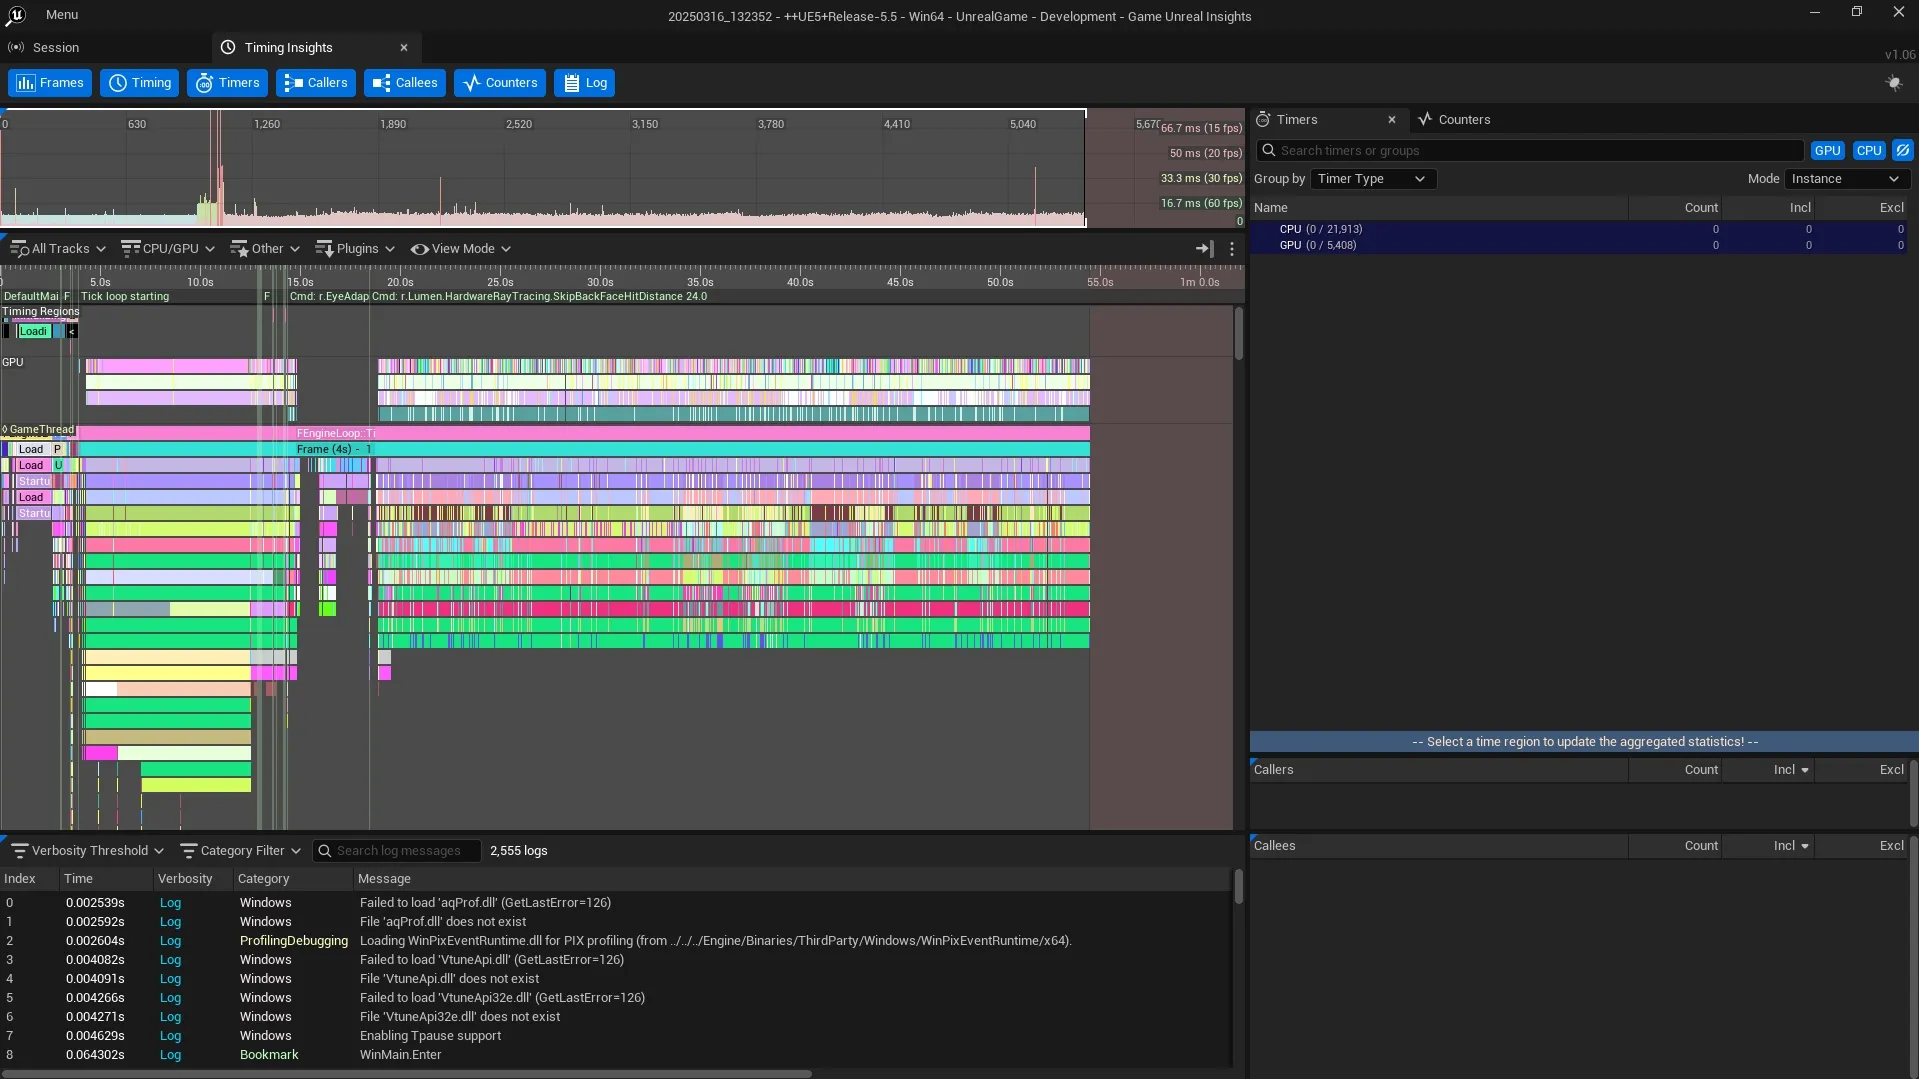 Menu
20250316_132352 - ++UE5+Release-5.5 - Win64 - UnrealGame - Development - Game Unreal Insights
Session
Timing Insights
v1.06
Frames Timing Timers Callers Callees Counters Log
0 630 1,260 1,890 2,520 3,150 3,780 4,410 5,040 5,670
66.7 ms (15 fps)
50 ms (20 fps)
33.3 ms (30 fps)
16.7 ms (60 fps)
0
All Tracks CPU/GPU Other Plugins View Mode
5.0s 10.0s 15.0s 20.0s 25.0s 30.0s 35.0s 40.0s 45.0s 50.0s 55.0s 1m 0.0s
DefaultMai F Tick loop starting F Cmd: r.EyeAdap Cmd: r.Lumen.HardwareRayTracing.SkipBackFaceHitDistance 24.0
Timing Regions
Loadi <
GPU
GameThread
FEngineLoop::Ti
Load P Frame (4s) - 1
Load U
Startu
Load
Startu
Verbosity Threshold Category Filter Search log messages 2,555 logs
Index Time Verbosity Category Message
0 0.002539s Log Windows Failed to load 'aqProf.dll' (GetLastError=126)
1 0.002592s Log Windows File 'aqProf.dll' does not exist
2 0.002604s Log ProfilingDebugging Loading WinPixEventRuntime.dll for PIX profiling (from ../../../Engine/Binaries/ThirdParty/Windows/WinPixEventRuntime/x64).
3 0.004082s Log Windows Failed to load 'VtuneApi.dll' (GetLastError=126)
4 0.004091s Log Windows File 'VtuneApi.dll' does not exist
5 0.004266s Log Windows Failed to load 'VtuneApi32e.dll' (GetLastError=126)
6 0.004271s Log Windows File 'VtuneApi32e.dll' does not exist
7 0.004629s Log Windows Enabling Tpause support
8 0.064302s Log Bookmark WinMain.Enter
Timers
Counters
Search timers or groups GPU CPU
Group by Timer Type Mode Instance
Name Count Incl Excl
CPU (0 / 21,913) 0 0 0
GPU (0 / 5,408) 0 0 0
-- Select a time region to update the aggregated statistics! --
Callers Count Incl Excl
Callees Count Incl Excl